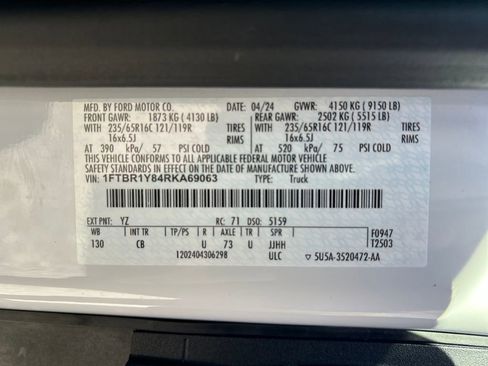 MFD. BY FORD MOTOR CO. 04/24 GVWR: 4150 KG ( 9150 LB)
FRONT GAWR: 1873 KG ( 4130 LB) REAR GAWR: 2502 KG ( 5515 LB)
WITH 235/65R16C 121/119R TIRES WITH 235/65R16C 121/119R TIRES
16x6.5J RIMS 16x6.5J RIMS
AT 390 kPa/ 57 PSI COLD AT 520 kPa/ 75 PSI COLD
THIS VEHICLE CONFORMS TO ALL APPLICABLE FEDERAL MOTOR VEHICLE
SAFETY STANDARDS IN EFFECT ON THE DATE OF MANUFACTURE SHOWN ABOVE.
VIN: 1FTBR1Y84RKA69063 TYPE: Truck
EXT PNT: YZ RC: 71 DSO: 5159
WB INT TR TP/PS R AXLE TR SPR F0947
130 CB U 73 U JJHH T2503
1202404306298 ULC 5U5A-3520472-AA